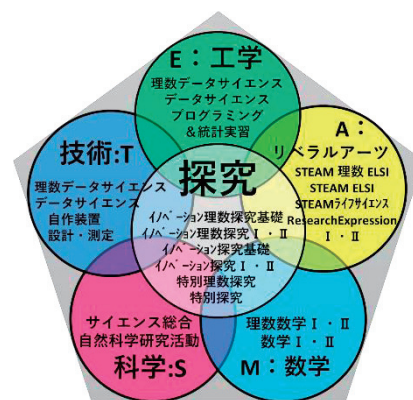 E：工学
理数データサイエンス
データサイエンス
プログラミング
＆統計実習
技術:T
理数データサイエンス
データサイエンス
自作装置
設計・測定
A：
リベラルアーツ
STEAM 理数 ELSI
STEAM ELSI
STEAMﾗｲﾌｻｲｴﾝｽ
ResearchExpression
Ⅰ・Ⅱ
探究
ｲﾉﾍﾞｰｼｮﾝ理数探究基礎
ｲﾉﾍﾞｰｼｮﾝ理数探究Ⅰ・Ⅱ
ｲﾉﾍﾞｰｼｮﾝ探究基礎
ｲﾉﾍﾞｰｼｮﾝ探究Ⅰ・Ⅱ
特別理数探究
特別探究
サイエンス総合
自然科学研究活動
科学:S
理数数学Ⅰ・Ⅱ
数学Ⅰ・Ⅱ
M：数学